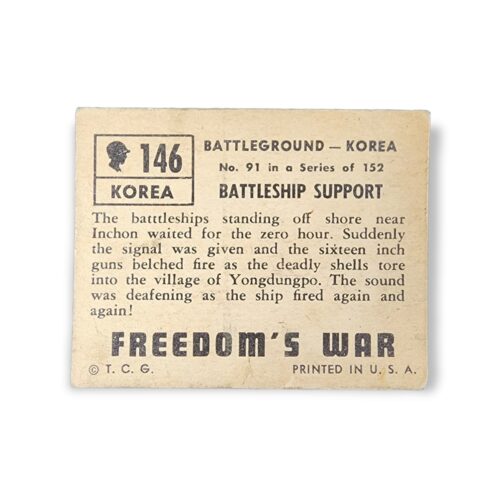 146
KOREA
BATTLEGROUND — KOREA
No. 91 in a Series of 152
BATTLESHIP SUPPORT
The batttleships standing off shore near
Inchon waited for the zero hour. Suddenly
the signal was given and the sixteen inch
guns belched fire as the deadly shells tore
into the village of Yongdungpo. The sound
was deafening as the ship fired again and
again!
FREEDOM'S WAR
© T. C. G.
PRINTED IN U. S. A.